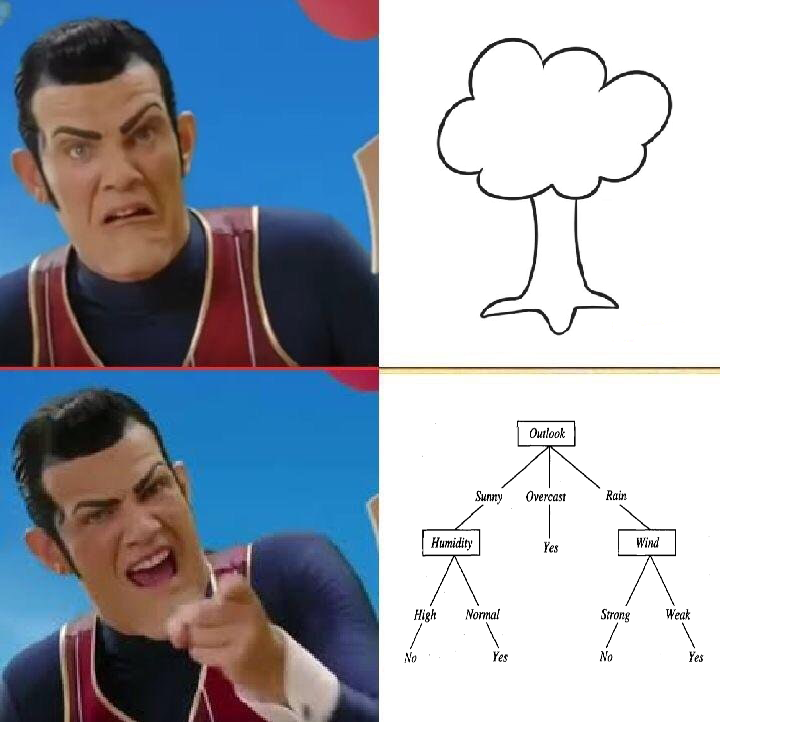 Outlook
Sunny Overcast Rain
Humidity Yes Wind
High Normal Strong Weak
No Yes No Yes